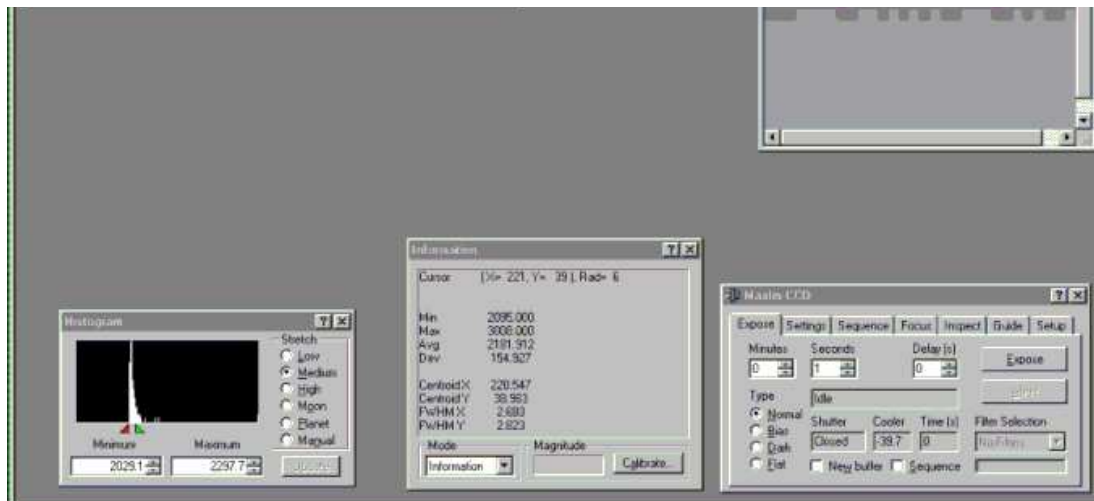 Histogram
Stretch
Low
Medium
High
Moon
Planet
Manual
Minimum Maximum
2029.1 2297.7
Information
Cursor (X= 221, Y= 39 ), Rad= 6
Min 2095.000
Max 3008.000
Avg 2181.912
Dev 154.927
Centroid X 220.547
Centroid Y 38.963
FWHM X 2.683
FWHM Y 2.823
Mode Magnitude
Information Calibrate...
MaxIm CCD
Expose Settings Sequence Focus Inspect Guide Setup
Minutes Seconds Delay (s)
0 1 0 Expose
Type Idle
Normal
Bias
Dark
Flat
Shutter Cooler Time (s) Filter Selection
Closed -39.7 0 No Filters
New buffer Sequence